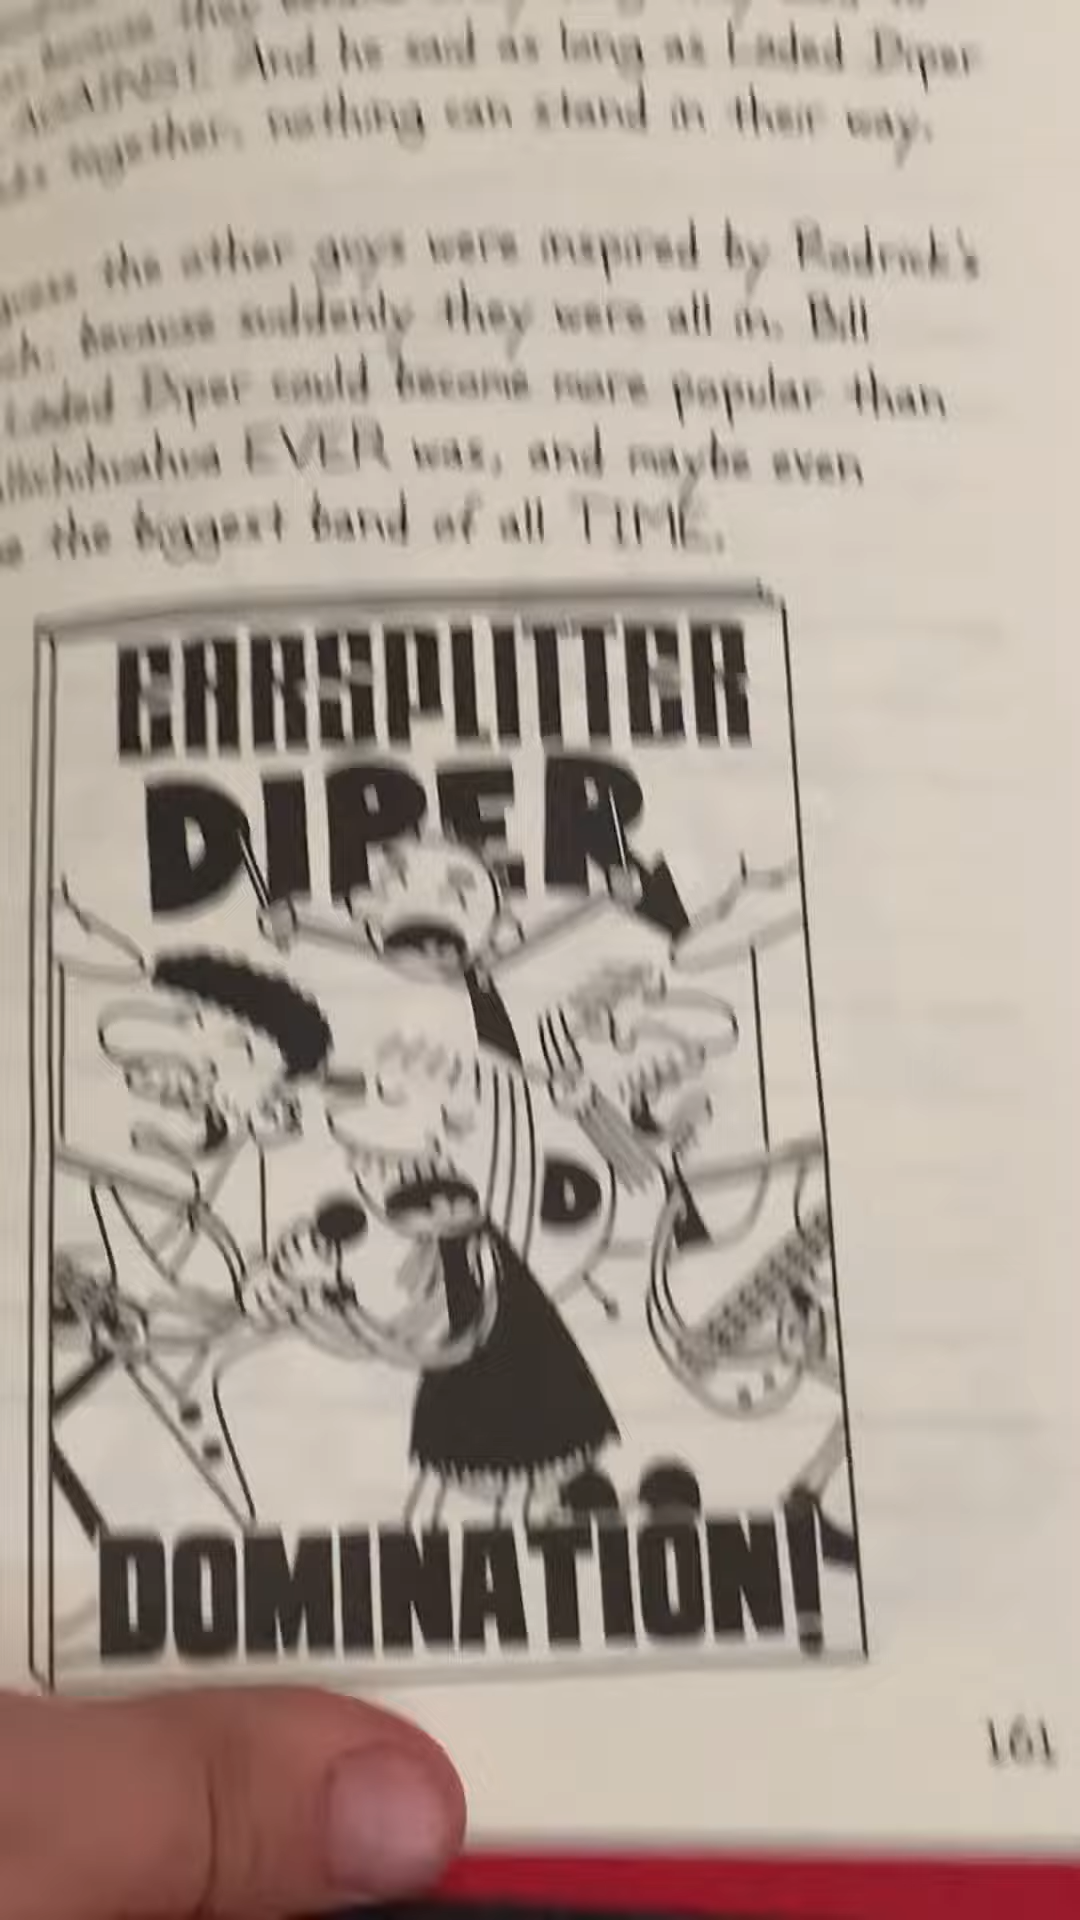 AGAINST. And he said as long as Löded Diper
together, nothing can stand in their way.
the other guys were inspired by Rodrick's
because suddenly they were all in. Bill
Löded Diper could become more popular than
EVER was, and maybe even
the biggest band of all TIME.
EARSPLITTER
DIPER
D
DOMINATION!
161